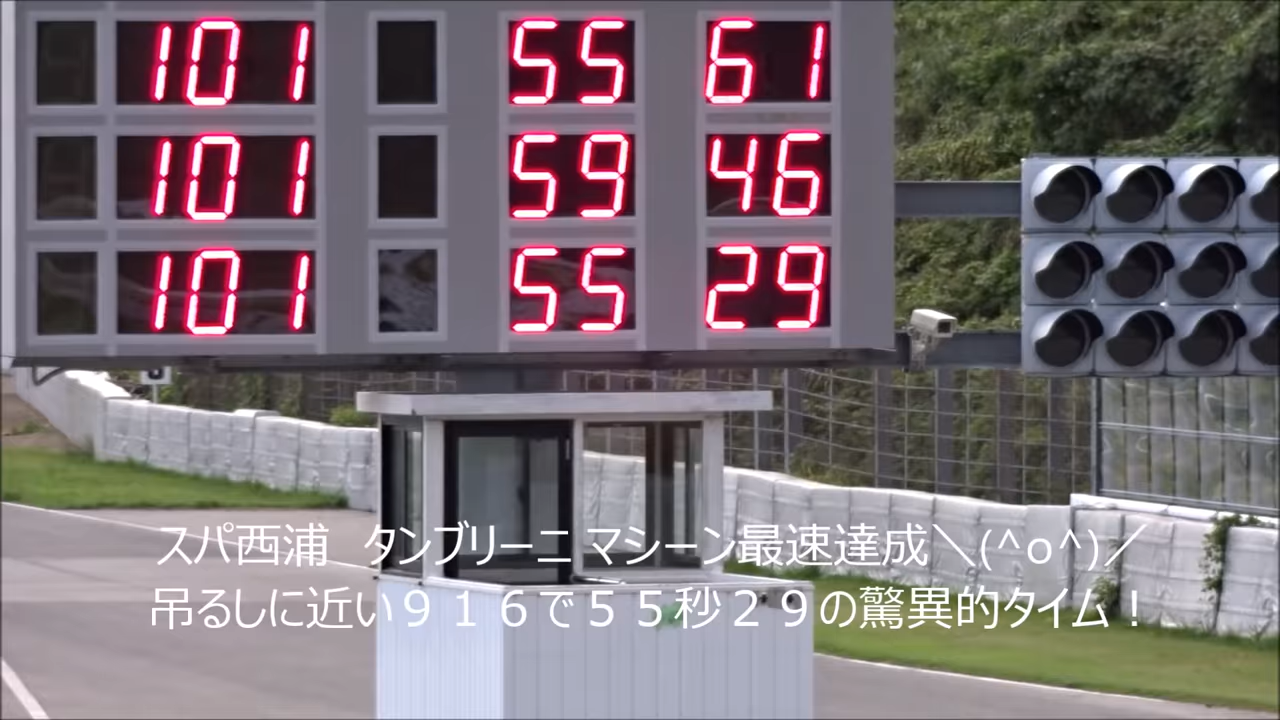 101 55 61
101 59 46
101 55 29
スパ西浦　タンブリーニ マシーン最速達成＼(^o^)／
吊るしに近い９１６で５５秒２９の驚異的タイム！